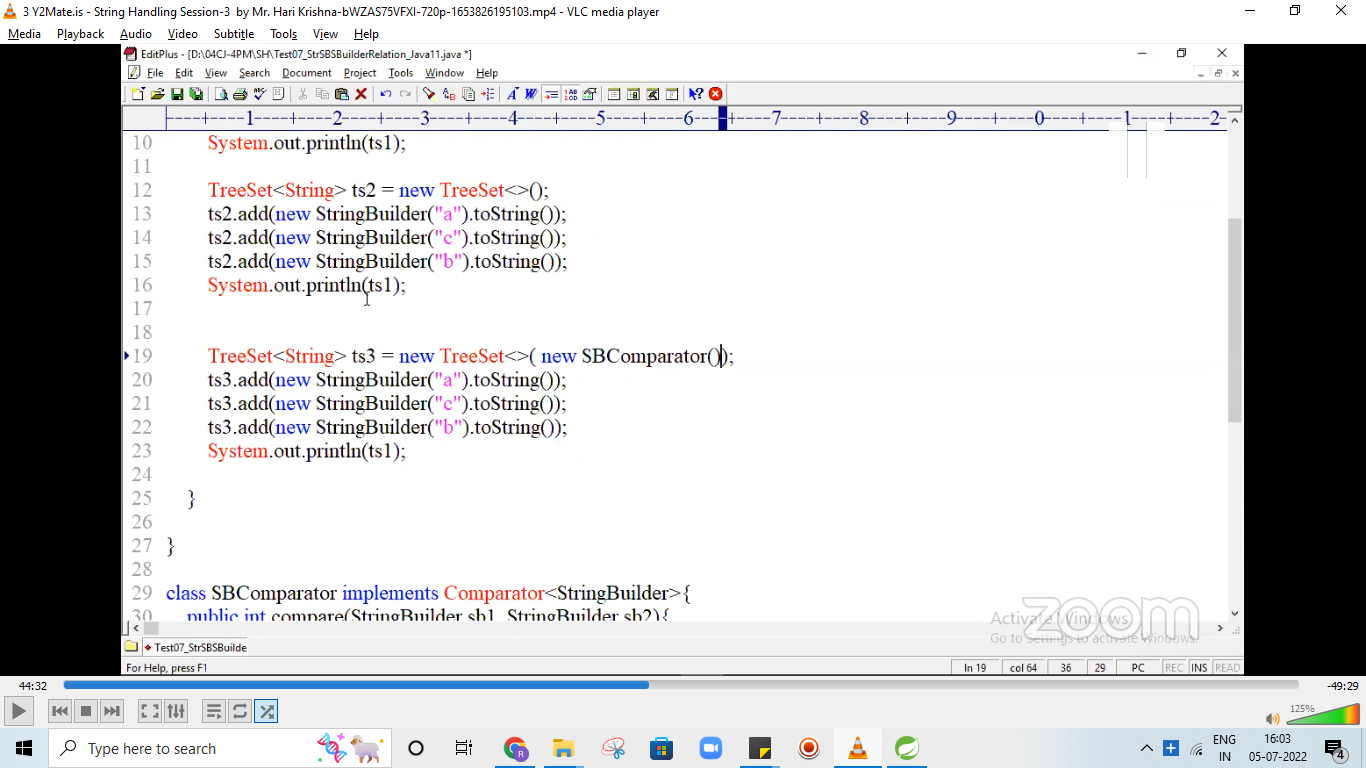 3 Y2Mate.is - String Handling Session-3 by Mr. Hari Krishna-bWZAS75VFXI-720p-1653826195103.mp4 - VLC media player
Media Playback Audio Video Subtitle Tools View Help
EditPlus - [D:\04CJ-4PM\SH\Test07_StrSBSBuilderRelation_Java11.java *]
File Edit View Search Document Project Tools Window Help
----+----1----+----2----+----3----+----4----+----5----+----6----+----7----+----8----+----9----+----0----+----1----+----2-
10 System.out.println(ts1);
11
12 TreeSet<String> ts2 = new TreeSet<>();
13 ts2.add(new StringBuilder("a").toString());
14 ts2.add(new StringBuilder("c").toString());
15 ts2.add(new StringBuilder("b").toString());
16 System.out.println(ts1);
17
18
19 TreeSet<String> ts3 = new TreeSet<>( new SBComparator());
20 ts3.add(new StringBuilder("a").toString());
21 ts3.add(new StringBuilder("c").toString());
22 ts3.add(new StringBuilder("b").toString());
23 System.out.println(ts1);
24
25 }
26
27 }
28
29 class SBComparator implements Comparator<StringBuilder>{
30 public int compare(StringBuilder sb1, StringBuilder sb2){
zoom
Activate Windows
Go to Settings to activate Windows.
Test07_StrSBSBuilde
For Help, press F1 ln 19 col 64 36 29 PC REC INS READ
44:32 -49:29
125%
Type here to search
ENG
IN
16:03
05-07-2022
4